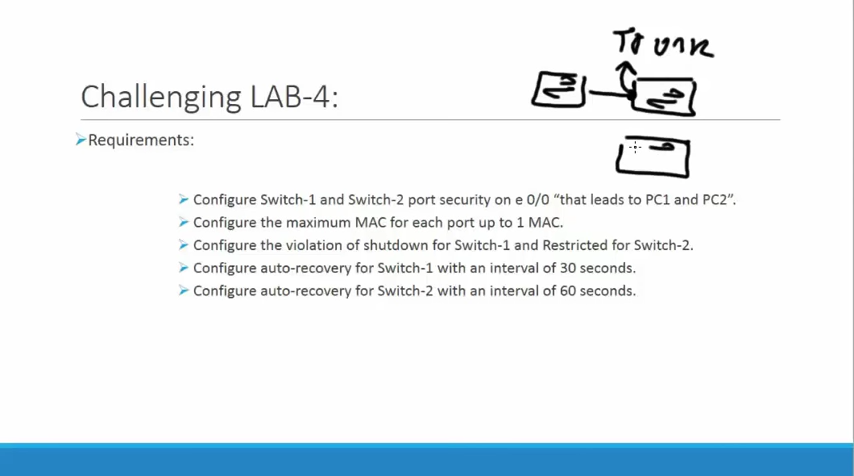 Trunk
Challenging LAB-4:
Requirements:
Configure Switch-1 and Switch-2 port security on e 0/0 “that leads to PC1 and PC2”.
Configure the maximum MAC for each port up to 1 MAC.
Configure the violation of shutdown for Switch-1 and Restricted for Switch-2.
Configure auto-recovery for Switch-1 with an interval of 30 seconds.
Configure auto-recovery for Switch-2 with an interval of 60 seconds.